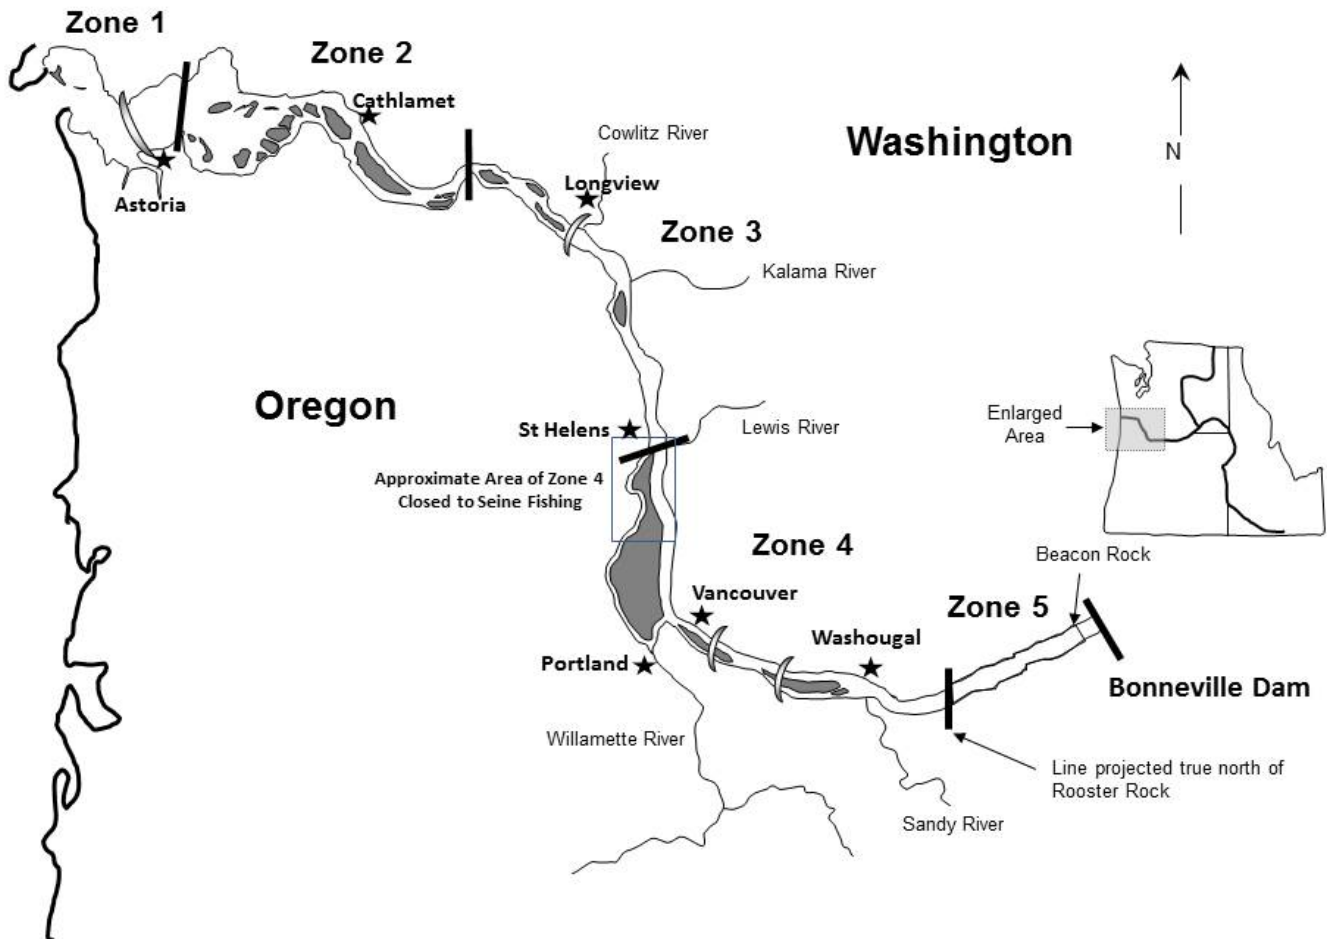 Zone 1
Zone 2
Cathlamet
Cowlitz River
Washington
N
Longview
Astoria
Zone 3
Kalama River
Oregon
Enlarged
Area
St Helens
Lewis River
Approximate Area of Zone 4
Closed to Seine Fishing
Zone 4
Beacon Rock
Vancouver
Zone 5
Washougal
Portland
Bonneville Dam
Willamette River
Line projected true north of
Rooster Rock
Sandy River